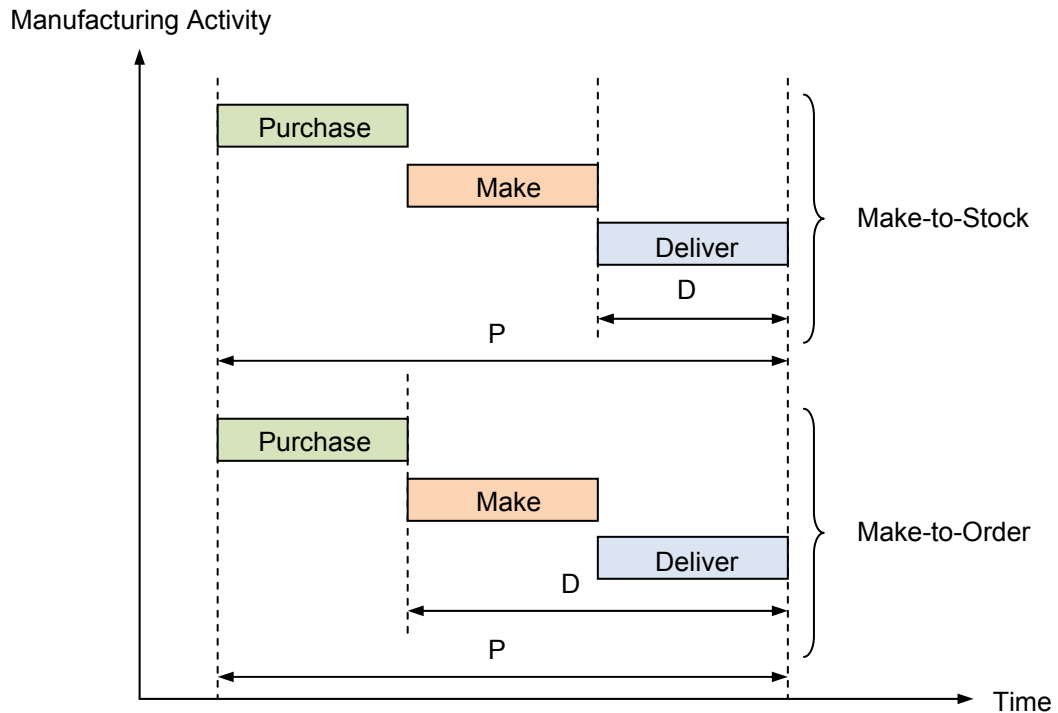 Manufacturing Activity
Purchase
Make
Make-to-Stock
Deliver
D
P
Purchase
Make
Make-to-Order
Deliver
D
P
Time